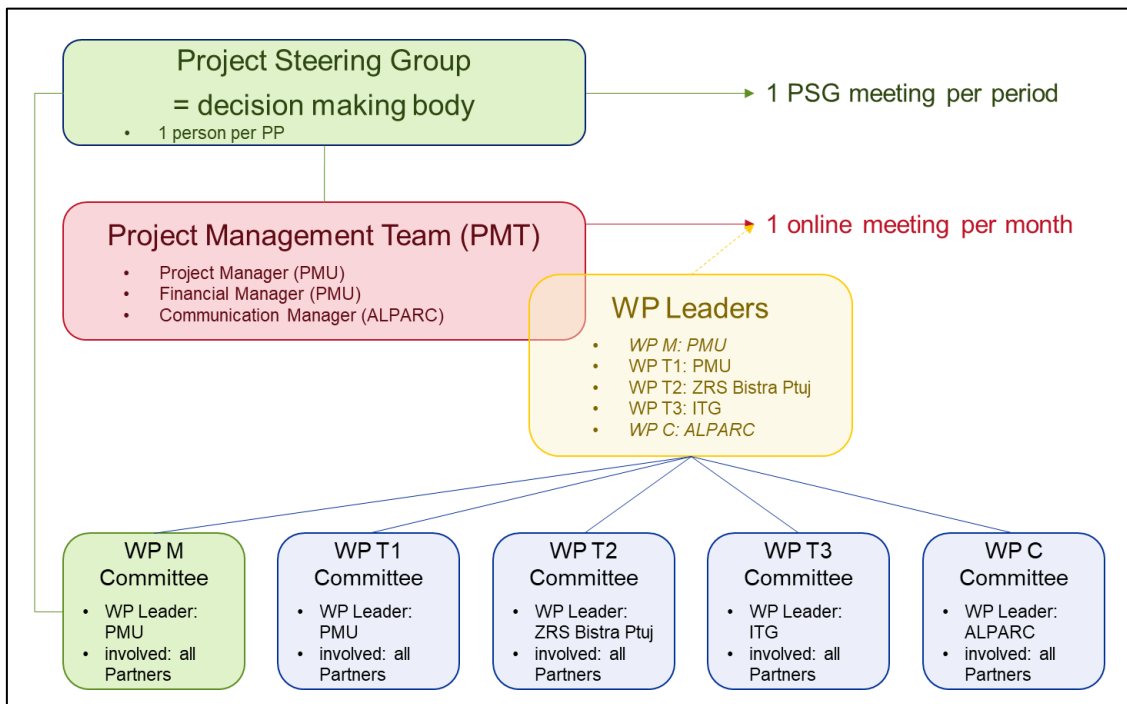 Project Steering Group
= decision making body
• 1 person per PP
1 PSG meeting per period
Project Management Team (PMT)
• Project Manager (PMU)
• Financial Manager (PMU)
• Communication Manager (ALPARC)
1 online meeting per month
WP Leaders
• WP M: PMU
• WP T1: PMU
• WP T2: ZRS Bistra Ptuj
• WP T3: ITG
• WP C: ALPARC
WP M
Committee
• WP Leader:
PMU
• involved: all
Partners
WP T1
Committee
• WP Leader:
PMU
• involved: all
Partners
WP T2
Committee
• WP Leader:
ZRS Bistra Ptuj
• involved: all
Partners
WP T3
Committee
• WP Leader:
ITG
• involved: all
Partners
WP C
Committee
• WP Leader:
ALPARC
• involved: all
Partners